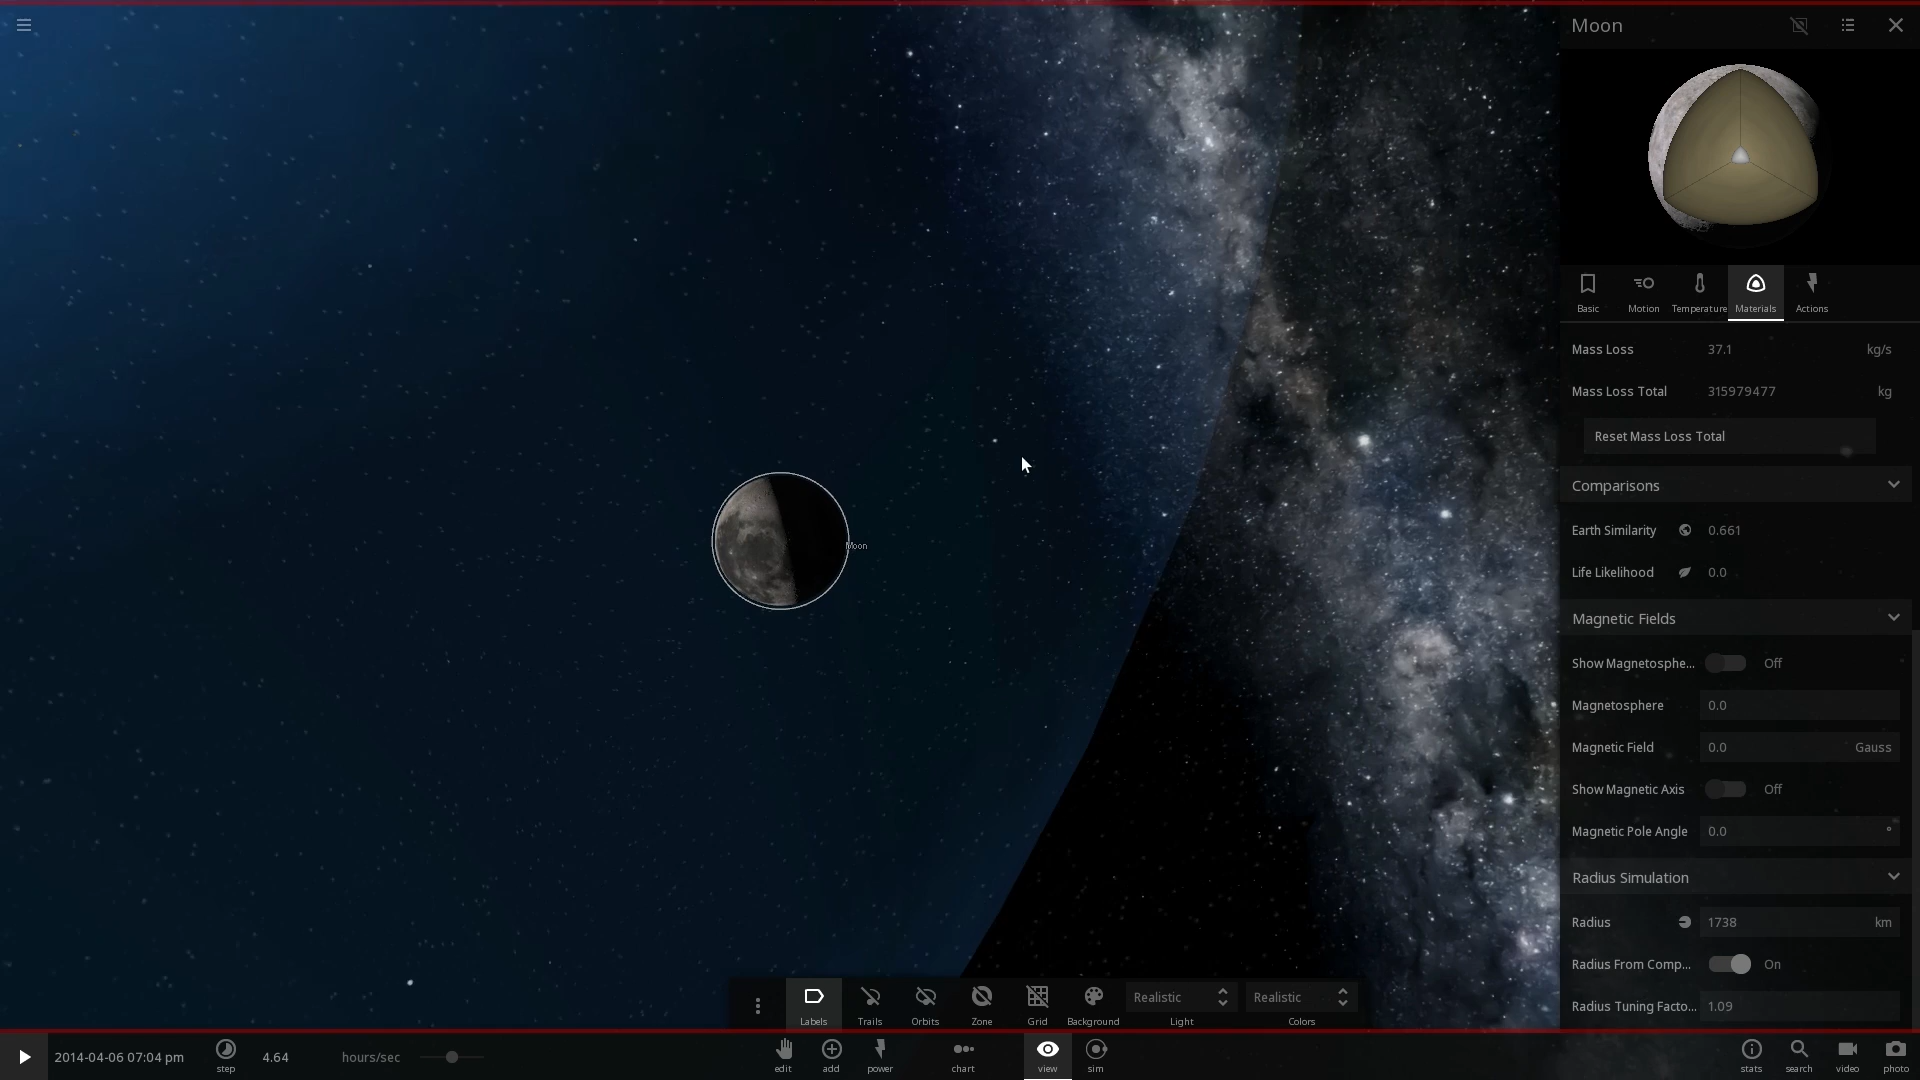 Moon
Basic Motion Temperature Materials Actions
Mass Loss 37.1 kg/s
Mass Loss Total 315979477 kg
Reset Mass Loss Total
Comparisons
Earth Similarity 0.661
Life Likelihood 0.0
Magnetic Fields
Show Magnetosphe... Off
Magnetosphere 0.0
Magnetic Field 0.0 Gauss
Show Magnetic Axis Off
Magnetic Pole Angle 0.0 °
Radius Simulation
Radius 1738 km
Radius From Comp... On
Radius Tuning Facto... 1.09
Moon
Realistic Realistic
Labels Trails Orbits Zone Grid Background Light Colors
2014-04-06 07:04 pm step 4.64 hours/sec
edit add power chart view sim
stats search video photo